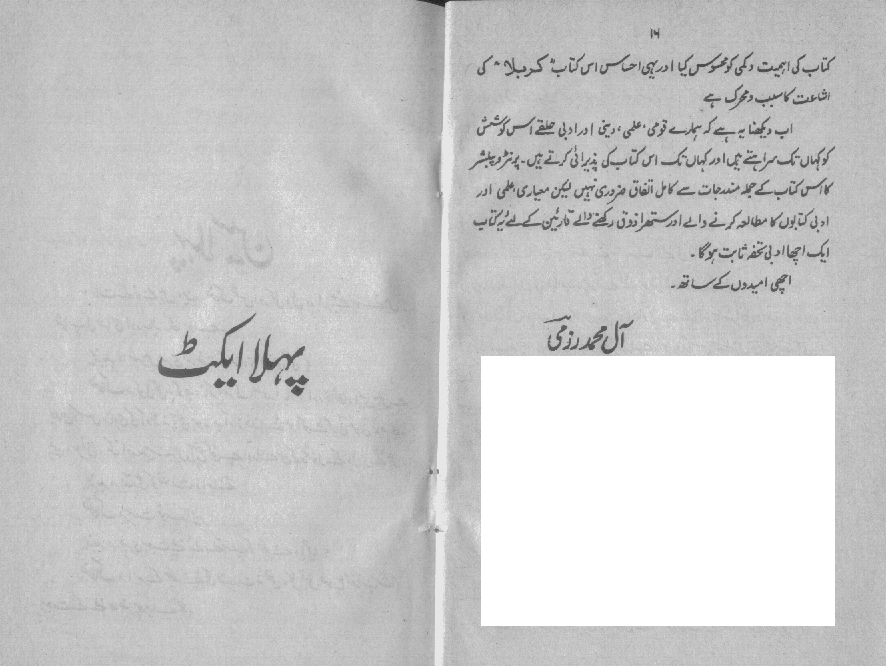 ۱۶
کتاب کی اہمیت و کمی کو محسوس کیا اور یہی احساس اس کتاب "کربلا" کی
اشاعت کا سبب و محرک ہے
اب دیکھنا یہ ہے کہ ہمارے قومی، علمی، دینی اور ادبی حلقے اس کوشش
کو کہاں تک سراہتے ہیں اور کہاں تک اس کتاب کی پذیرائی کرتے ہیں۔ پرنٹر و پبلشر
کا اس کتاب کے جملہ مندرجات سے کامل اتفاق ضروری نہیں لیکن معیاری، علمی اور
ادبی کتابوں کا مطالعہ کرنے والے اور ستھرا ذوق رکھنے والے قارئین کے لئے یہ کتاب
ایک اچھا ادبی تحفہ ثابت ہوگا۔
اچھی امیدوں کے ساتھ۔
آل محمد رزمی
پہلا ایکٹ